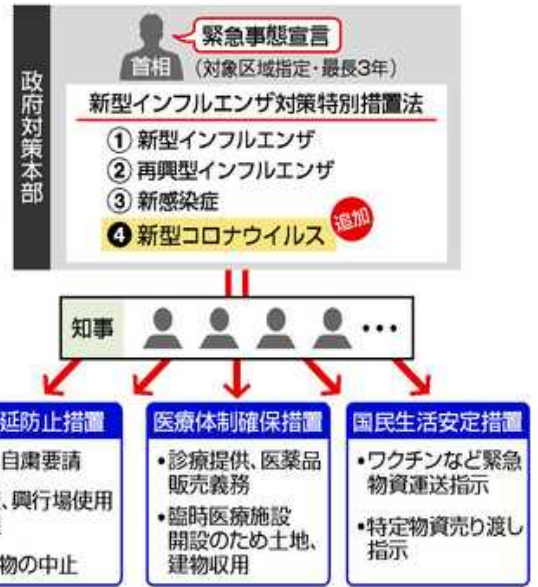 政府対策本部
緊急事態宣言
首相
(対象区域指定・最長3年)
新型インフルエンザ対策特別措置法
①新型インフルエンザ
②再興型インフルエンザ
③新感染症
❹新型コロナウイルス
追加
知事
・・・
延防止措置
自粛要請
、興行場使用
物の中止
医療体制確保措置
・診療提供、医薬品
販売義務
・臨時医療施設
開設のため土地、
建物収用
国民生活安定措置
・ワクチンなど緊急
物資運送指示
・特定物資売り渡し
指示